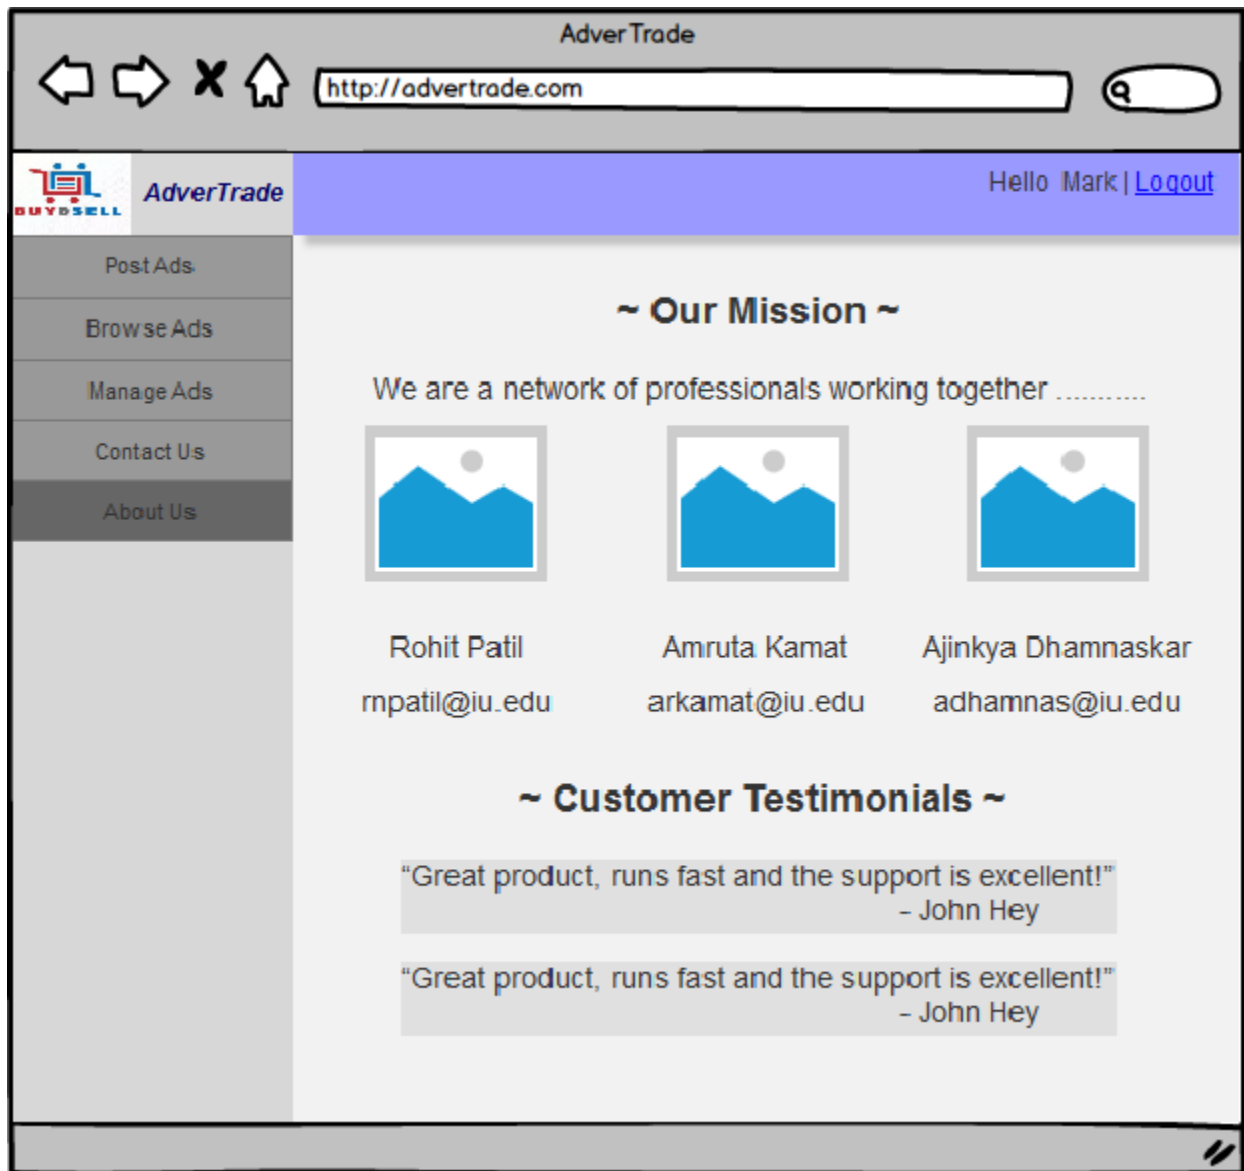 AdverTrade
http://advertrade.com
BUY&SELL
AdverTrade
Hello Mark | Logout
Post Ads
Browse Ads
Manage Ads
Contact Us
About Us
~ Our Mission ~
We are a network of professionals working together ...........
Rohit Patil
Amruta Kamat
Ajinkya Dhamnaskar
rnpatil@iu.edu
arkamat@iu.edu
adhamnas@iu.edu
~ Customer Testimonials ~
“Great product, runs fast and the support is excellent!”
- John Hey
“Great product, runs fast and the support is excellent!”
- John Hey